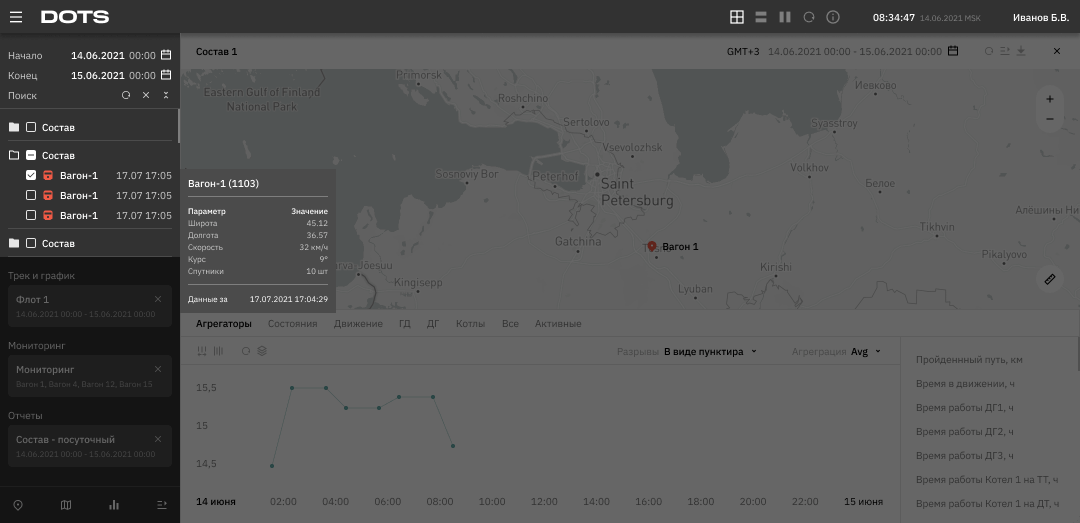 DOTS
08:34:47 14.06.2021 MSK
Иванов Б.В.
Начало 14.06.2021 00:00
Конец 15.06.2021 00:00
Поиск
Состав
Состав
Вагон-1 17.07 17:05
Вагон-1 17.07 17:05
Вагон-1 17.07 17:05
Состав
Трек и график
Флот 1
14.06.2021 00:00 - 15.06.2021 00:00
Мониторинг
Мониторинг
Вагон 1, Вагон 4, Вагон 12, Вагон 15
Отчеты
Состав - посуточный
14.06.2021 00:00 - 15.06.2021 00:00
Состав 1
GMT+3 14.06.2021 00:00 - 15.06.2021 00:00
Primorsk
Eastern Gulf of Finland
National Park
Roshchino
Ивекoво
Sertolovo
Syasstroy
Vsevolozhsk
Volkhov
Sosnoviy Bor
Peterhof
Saint
Petersburg
Белое
Алёшины Ни
Tikhvin
Gatchina
Вагон 1
Pikalyovo
rva-Jõesuu
Kirishi
Kingisepp
Lyuban
Вагон-1 (1103)
Параметр Значение
Широта 45.12
Долгота 36.57
Скорость 32 км/ч
Курс 9°
Спутники 10 шт
Данные за 17.07.2021 17:04:29
Агрегаторы Состояния Движение ГД ДГ Котлы Все Активные
Разрывы В виде пунктира
Агрегация Avg
15,5
15
14,5
14 июня 02:00 04:00 06:00 08:00 10:00 12:00 14:00 16:00 18:00 20:00 22:00 15 июня
Пройденнный путь, км
Время в движении, ч
Время работы ДГ1, ч
Время работы ДГ2, ч
Время работы ДГ3, ч
Время работы Котел 1 на ТТ, ч
Время работы Котел 1 на ДТ, ч